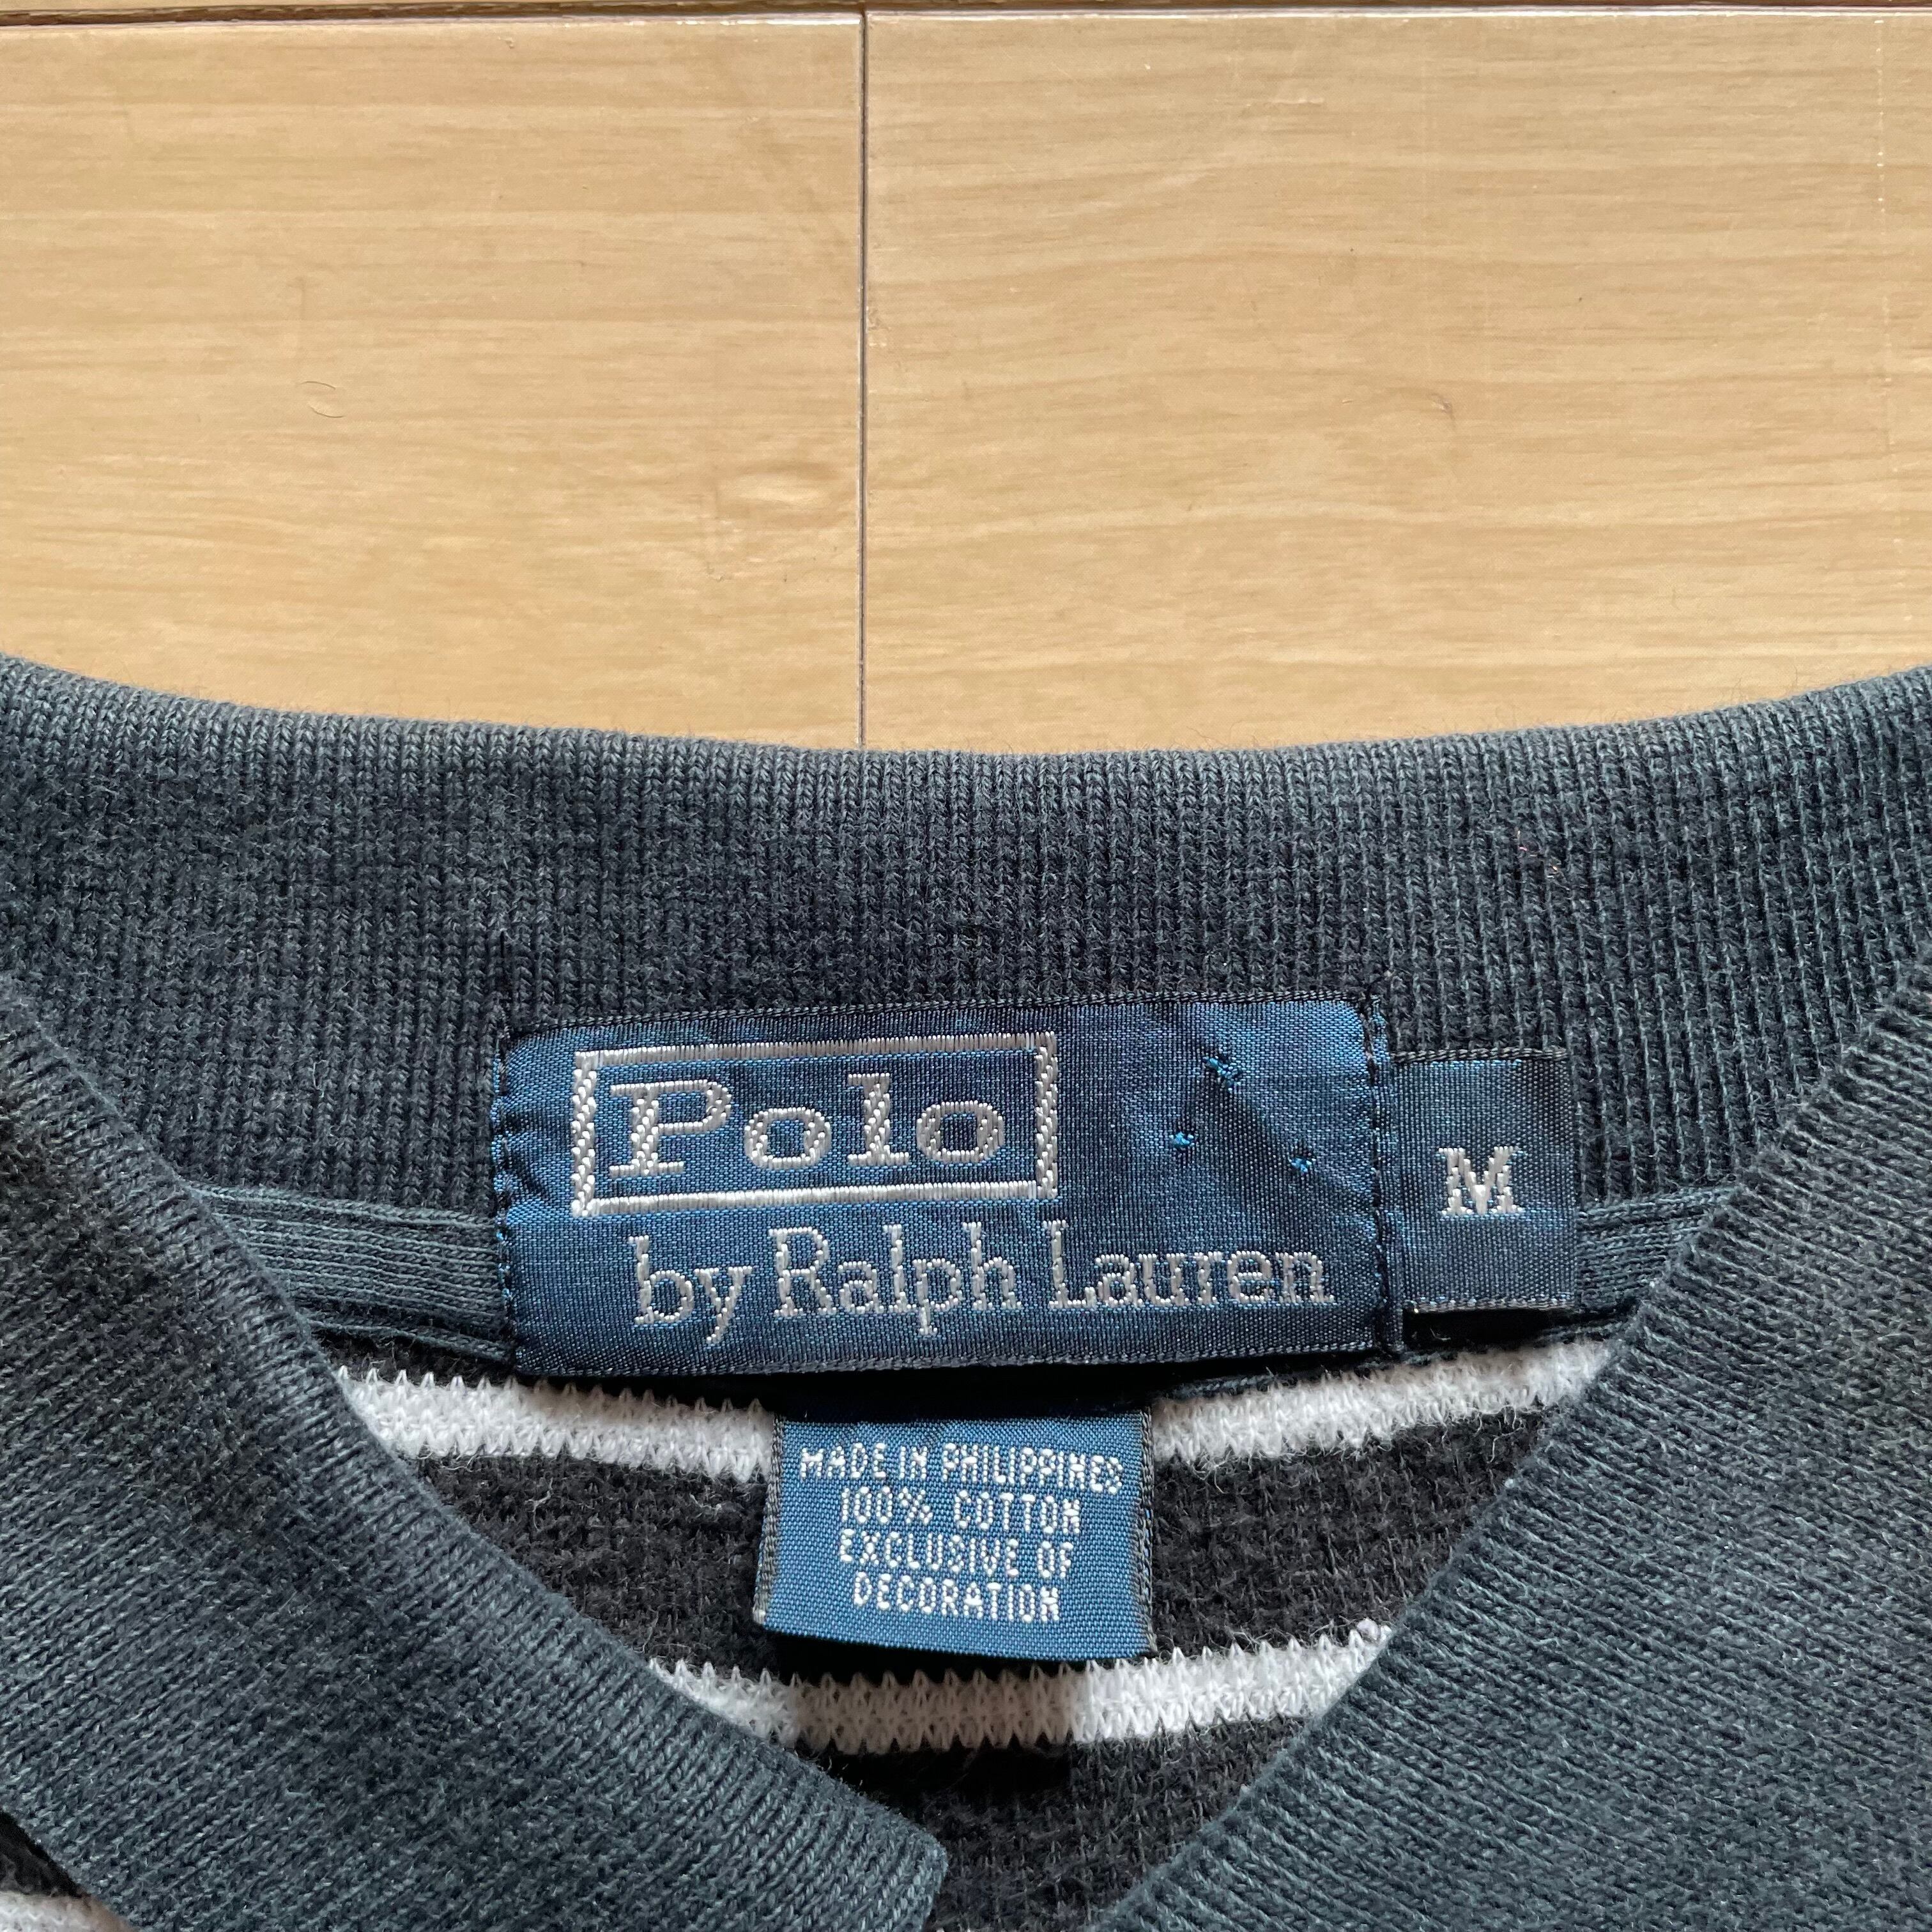 Polo
by Ralph Lauren
M
MADE IN PHILIPPINES
100% COTTON
EXCLUSIVE OF
DECORATION